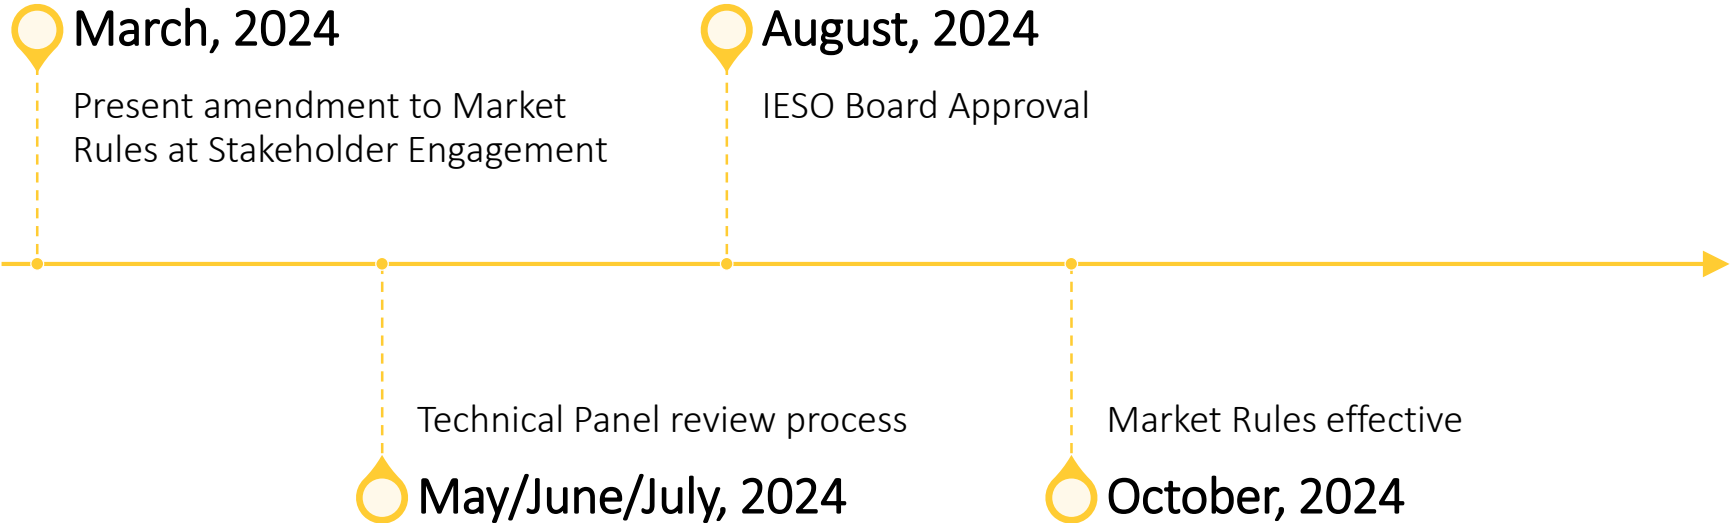 March, 2024
Present amendment to Market
Rules at Stakeholder Engagement
August, 2024
IESO Board Approval
Technical Panel review process
May/June/July, 2024
Market Rules effective
October, 2024